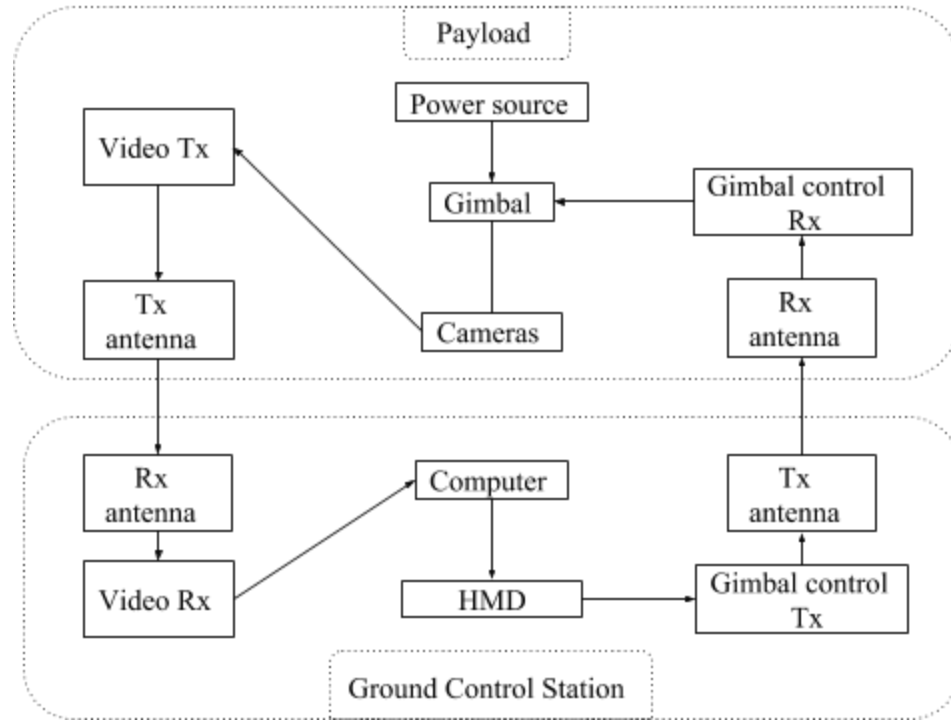 Payload
Power source
Video Tx
Gimbal
Gimbal control
Rx
Tx
antenna
Cameras
Rx
antenna
Rx
antenna
Computer
Tx
antenna
Video Rx
HMD
Gimbal control
Tx
Ground Control Station